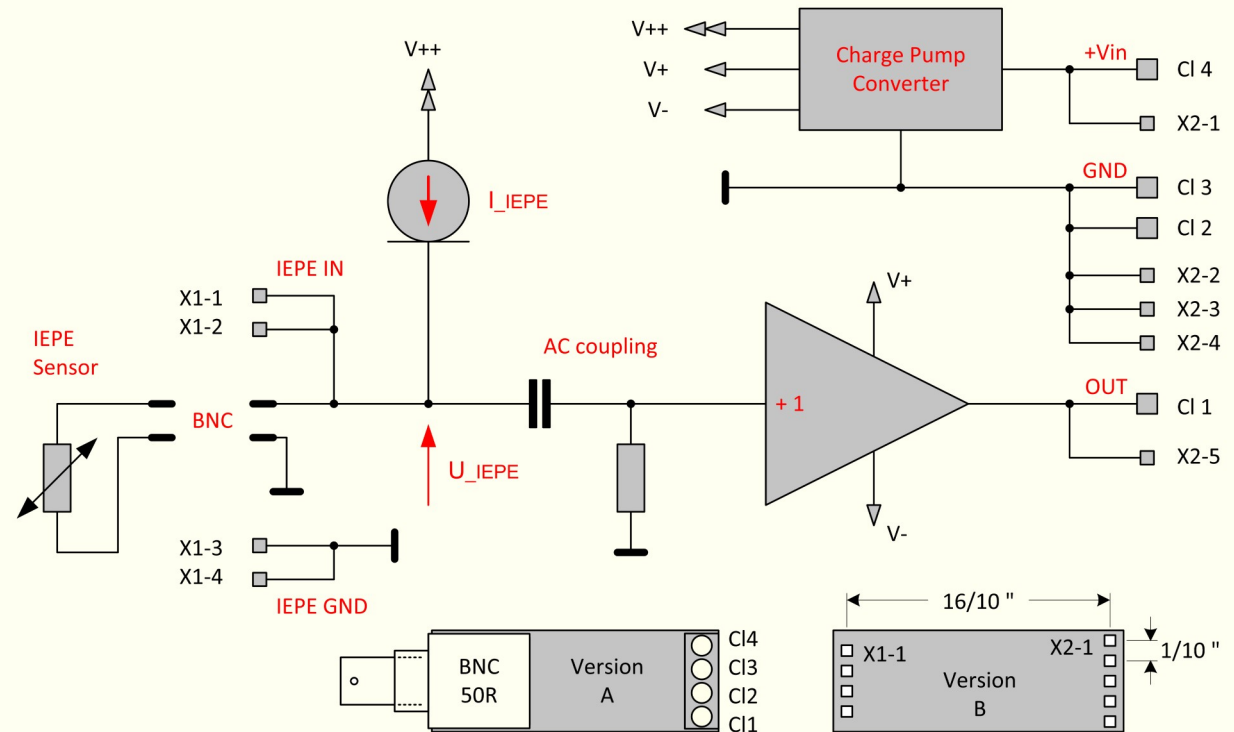 V++
V+
V-
Charge Pump
Converter
+Vin
Cl 4
X2-1
GND
Cl 3
Cl 2
X2-2
X2-3
X2-4
V++
I_IEPE
IEPE IN
X1-1
X1-2
IEPE
Sensor
BNC
AC coupling
U_IEPE
X1-3
X1-4
IEPE GND
V+
+ 1
V-
OUT
Cl 1
X2-5
BNC
50R
Version
A
Cl4
Cl3
Cl2
Cl1
16/10 "
X1-1
X2-1
1/10 "
Version
B